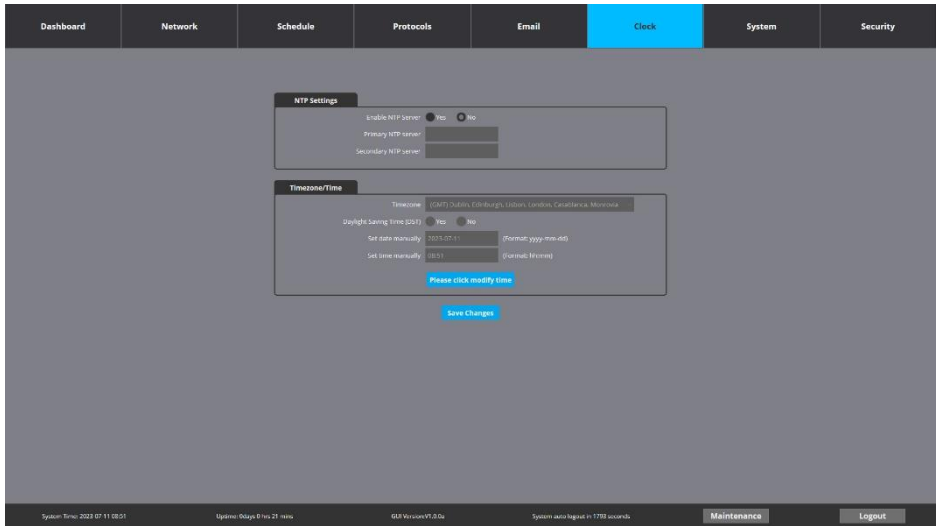 Dashboard Network Schedule Protocols Email Clock System Security
NTP Settings
Enable NTP Server Yes No
Primary NTP server
Secondary NTP server
Timezone/Time
Timezone (GMT) Dublin, Edinburgh, Lisbon, London, Casablanca, Monrovia
Daylight Saving Time (DST) Yes No
Set date manually 2023-07-11 (Format: yyyy-mm-dd)
Set time manually 08:51 (Format: hh:mm)
Please click modify time
Save Changes
System Time: 2023-07-11 08:51 Uptime: 0days 0 hrs 21 mins GUI Version:V1.0.0a System auto logout in 1793 seconds Maintenance Logout